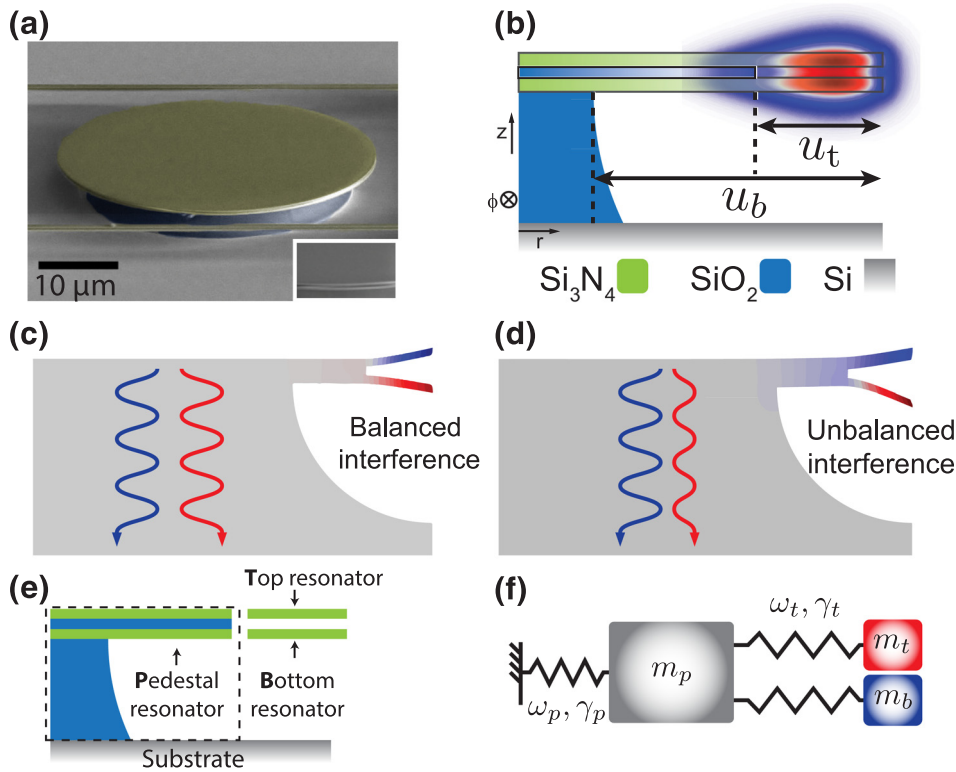 (a)
10 μm
(b)
z
ϕ
r
u_t
u_b
Si₃N₄
SiO₂
Si
(c)
Balanced
interference
(d)
Unbalanced
interference
(e)
Top resonator
Pedestal
resonator
Bottom
resonator
Substrate
(f)
ω_p, γ_p
m_p
ω_t, γ_t
m_t
m_b